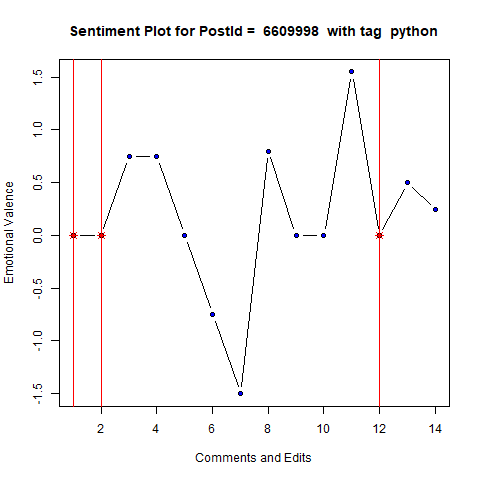 Sentiment Plot for PostId =  6609998  with tag  python
Emotional Valence
1.5
1.0
0.5
0.0
-0.5
-1.0
-1.5
2 4 6 8 10 12 14
Comments and Edits